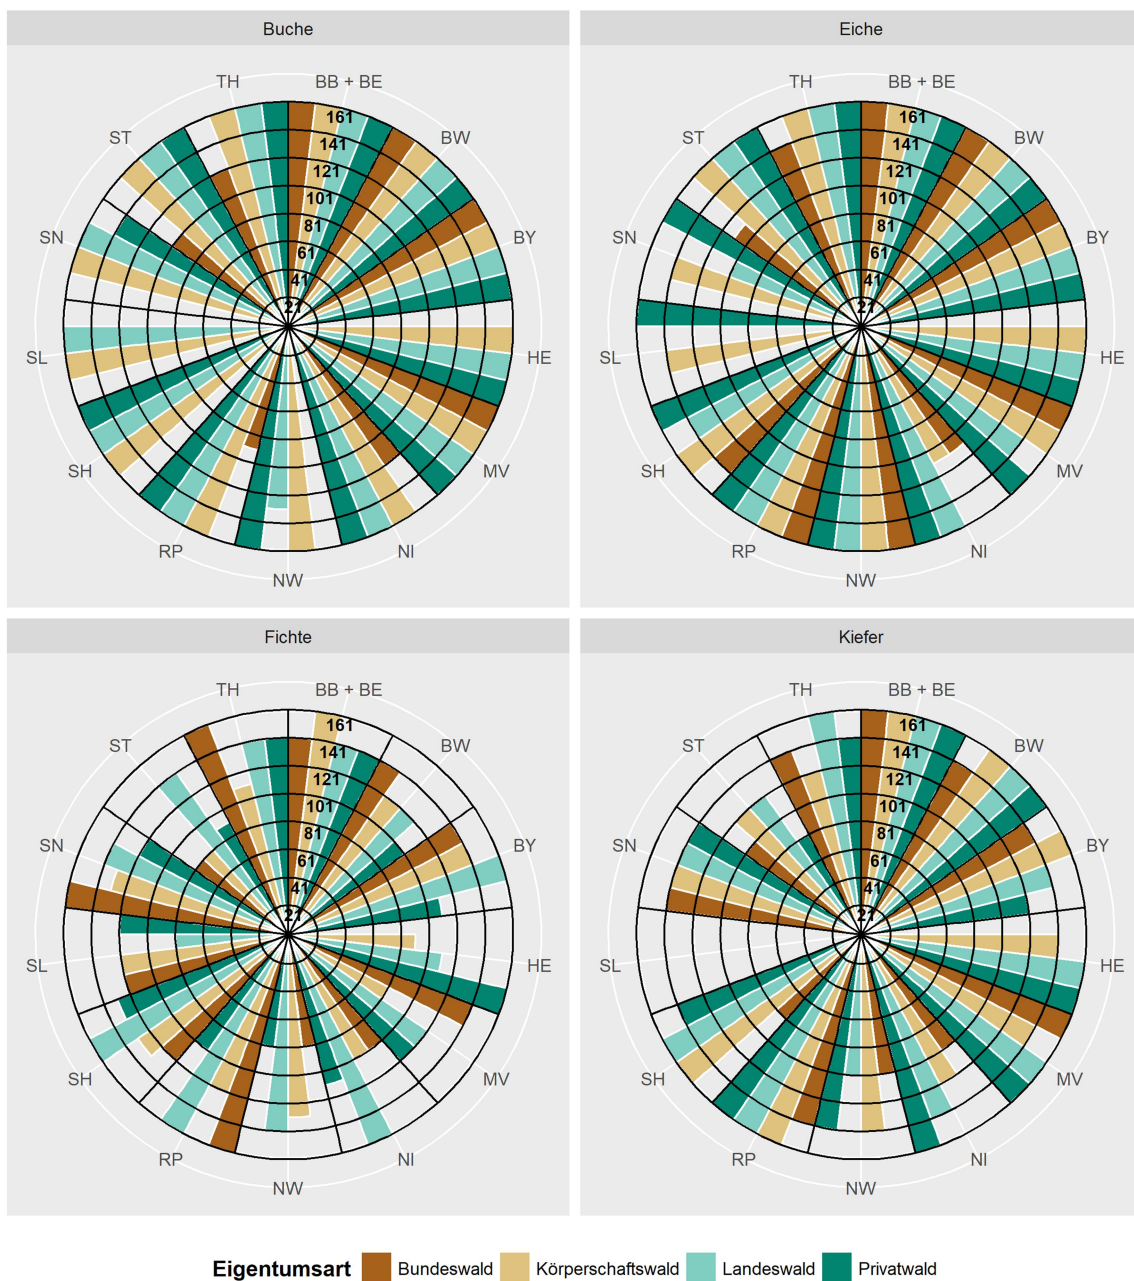 Buche
TH
BB + BE
ST
BW
SN
BY
SL
HE
SH
MV
RP
NI
NW
161
141
121
101
81
61
41
21
Eiche
TH
BB + BE
ST
BW
SN
BY
SL
HE
SH
MV
RP
NI
NW
161
141
121
101
81
61
41
21
Fichte
TH
BB + BE
ST
BW
SN
BY
SL
HE
SH
MV
RP
NI
NW
161
141
121
101
81
61
41
21
Kiefer
TH
BB + BE
ST
BW
SN
BY
SL
HE
SH
MV
RP
NI
NW
161
141
121
101
81
61
41
21
Eigentumsart Bundeswald Körperschaftswald Landeswald Privatwald